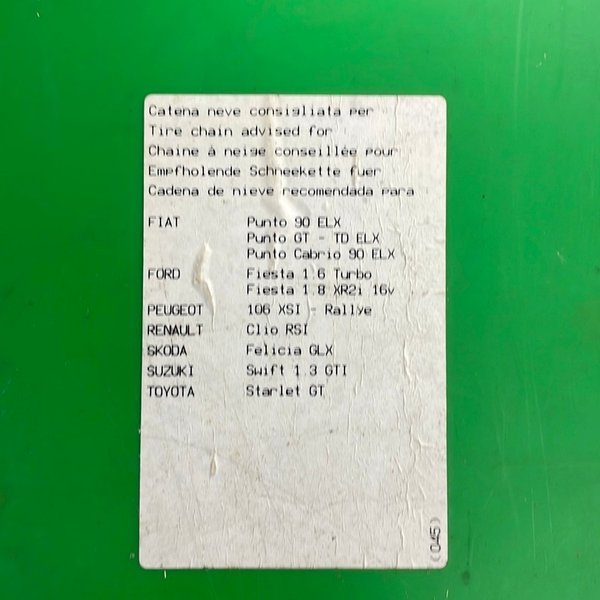 Catena neve consigliata per
Tire chain advised for
Chaine à neige conseillée pour
Empfholende Schneekette fuer
Cadena de nieve recomendada para
FIAT Punto 90 ELX
Punto GT - TD ELX
Punto Cabrio 90 ELX
FORD Fiesta 1.6 Turbo
Fiesta 1.8 XR2i 16v
PEUGEOT 106 XSI - Rallye
RENAULT Clio RSI
SKODA Felicia GLX
SUZUKI Swift 1.3 GTI
TOYOTA Starlet GT
(045)